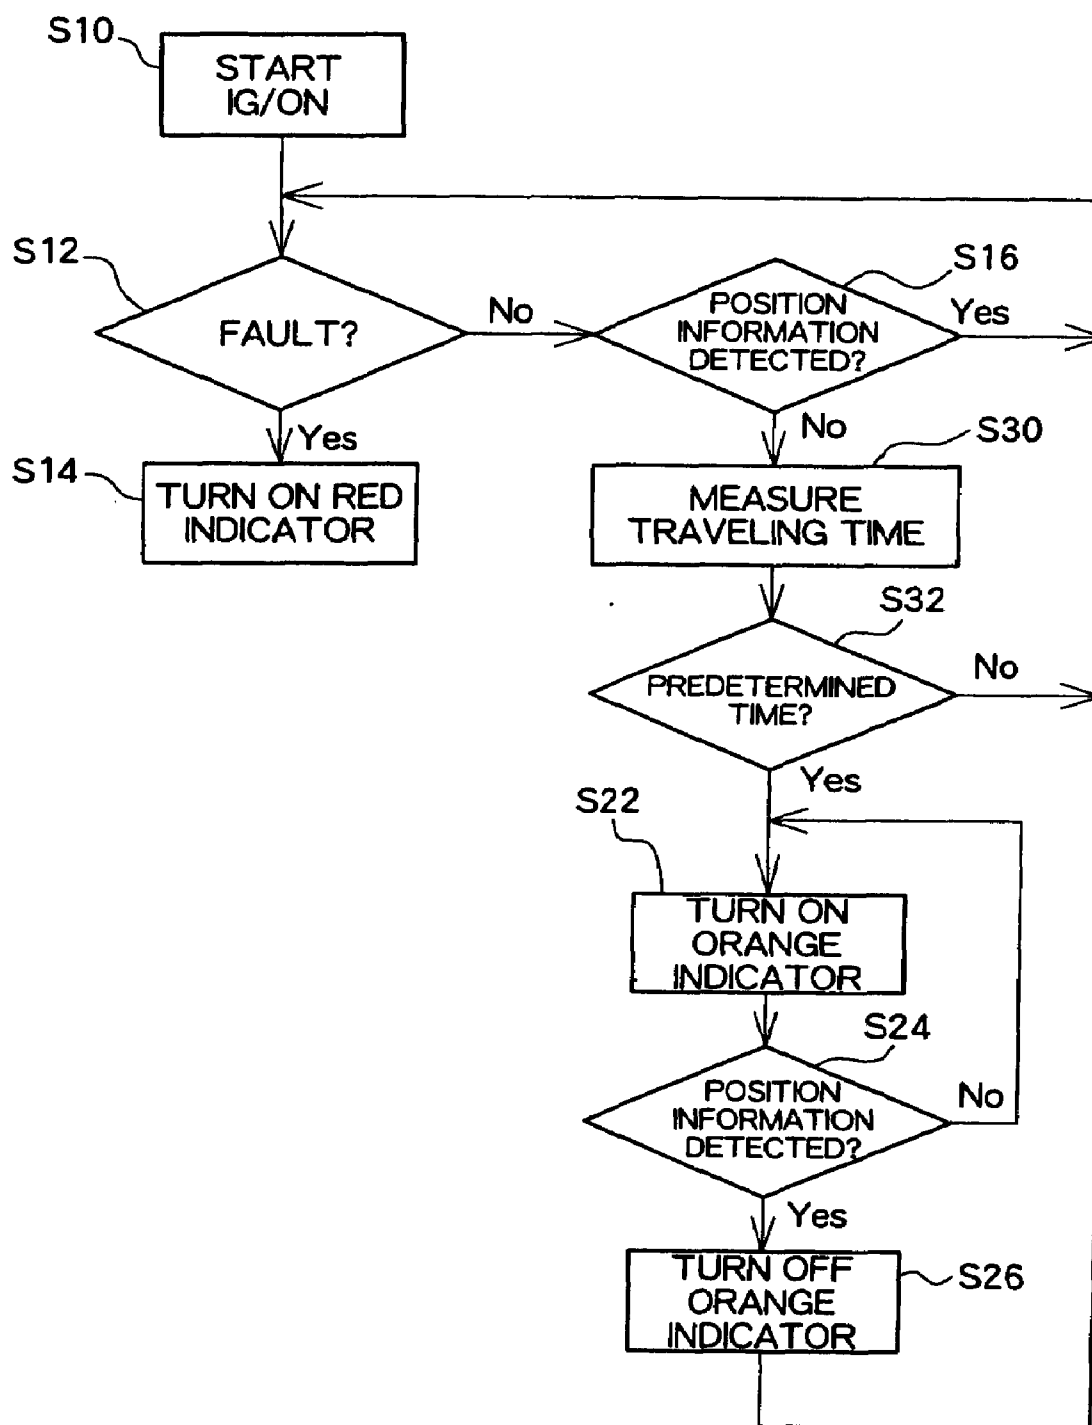 S10
START
IG/ON
S12
FAULT?
No
Yes
S14
TURN ON RED
INDICATOR
S16
POSITION
INFORMATION
DETECTED?
Yes
No
S30
MEASURE
TRAVELING TIME
S32
PREDETERMINED
TIME?
No
Yes
S22
TURN ON
ORANGE
INDICATOR
S24
POSITION
INFORMATION
DETECTED?
No
Yes
TURN OFF
ORANGE
INDICATOR
S26